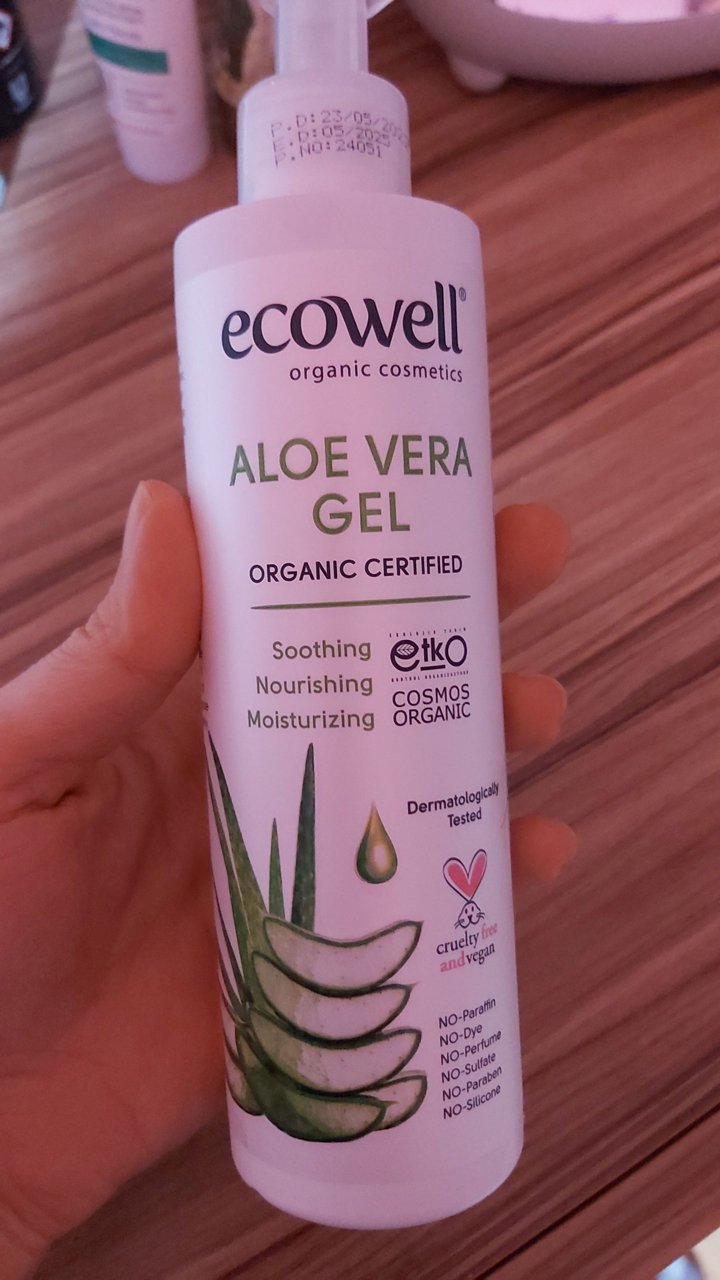 P.D:23/05/
E.D:05/2025
P.NO:24051
ecowell®
organic cosmetics
ALOE VERA
GEL
ORGANIC CERTIFIED
Soothing
Nourishing
Moisturizing
etkO
COSMOS
ORGANIC
Dermatologically
Tested
cruelty free
and vegan
NO-Paraffin
NO-Dye
NO-Perfume
NO-Sulfate
NO-Paraben
NO-Silicone